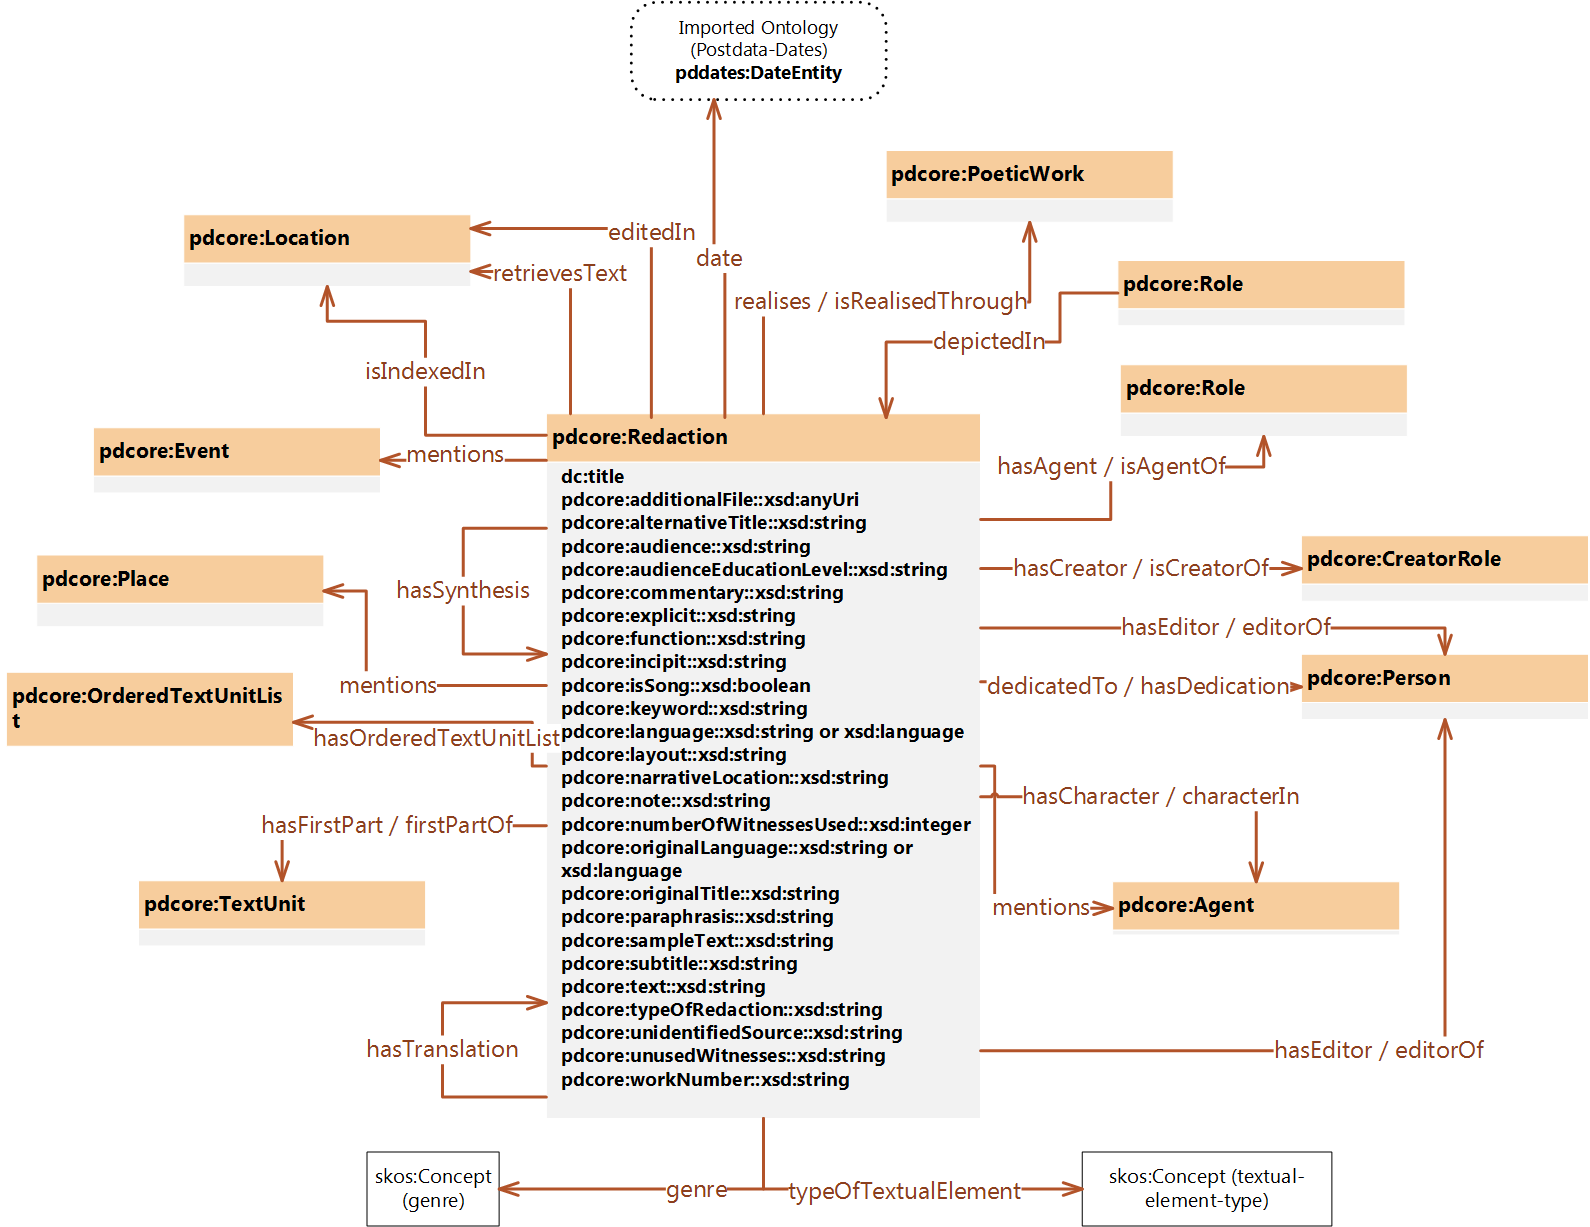 Imported Ontology
(Postdata-Dates)
pddates:DateEntity
pdcore:PoeticWork
pdcore:Location
editedIn
date
retrievesText
realises / isRealisedThrough
pdcore:Role
depictedIn
isIndexedIn
pdcore:Role
pdcore:Event
mentions
hasAgent / isAgentOf
pdcore:Redaction
dc:title
pdcore:additionalFile::xsd:anyUri
pdcore:alternativeTitle::xsd:string
pdcore:audience::xsd:string
pdcore:audienceEducationLevel::xsd:string
pdcore:commentary::xsd:string
pdcore:explicit::xsd:string
pdcore:function::xsd:string
pdcore:incipit::xsd:string
pdcore:isSong::xsd:boolean
pdcore:keyword::xsd:string
pdcore:language::xsd:string or xsd:language
pdcore:layout::xsd:string
pdcore:narrativeLocation::xsd:string
pdcore:note::xsd:string
pdcore:numberOfWitnessesUsed::xsd:integer
pdcore:originalLanguage::xsd:string or
xsd:language
pdcore:originalTitle::xsd:string
pdcore:paraphrasis::xsd:string
pdcore:sampleText::xsd:string
pdcore:subtitle::xsd:string
pdcore:text::xsd:string
pdcore:typeOfRedaction::xsd:string
pdcore:unidentifiedSource::xsd:string
pdcore:unusedWitnesses::xsd:string
pdcore:workNumber::xsd:string
hasSynthesis
pdcore:Place
mentions
pdcore:OrderedTextUnitLis
t
hasOrderedTextUnitList
hasFirstPart / firstPartOf
pdcore:TextUnit
hasTranslation
hasCreator / isCreatorOf
pdcore:CreatorRole
hasEditor / editorOf
dedicatedTo / hasDedication
pdcore:Person
hasCharacter / characterIn
mentions
pdcore:Agent
hasEditor / editorOf
skos:Concept
(genre)
genre
typeOfTextualElement
skos:Concept (textual-
element-type)